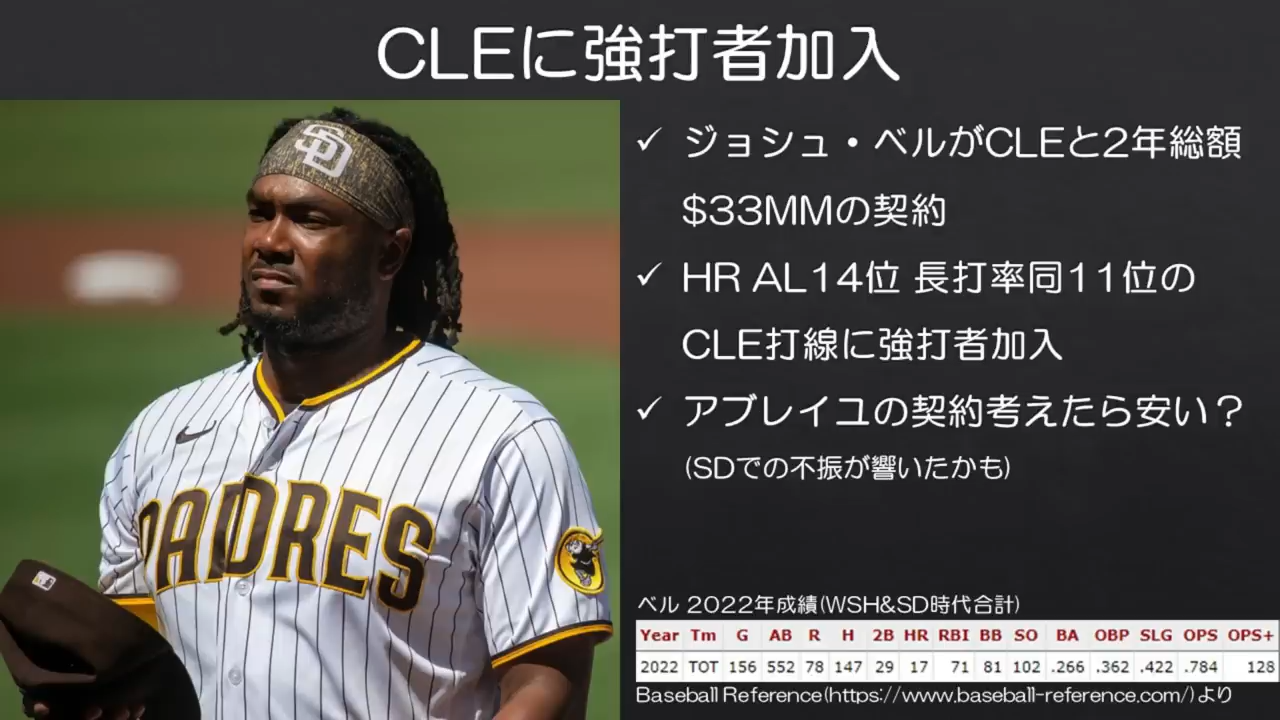 CLEに強打者加入
SD
PADRES
✓ ジョシュ・ベルがCLEと2年総額
$33MMの契約
✓ HR AL14位 長打率同11位の
CLE打線に強打者加入
✓ アブレイユの契約考えたら安い？
(SDでの不振が響いたかも)
ベル 2022年成績(WSH&SD時代合計)
Year Tm G AB R H 2B HR RBI BB SO BA OBP SLG OPS OPS+
2022 TOT 156 552 78 147 29 17 71 81 102 .266 .362 .422 .784 128
Baseball Reference(https://www.baseball-reference.com/)より